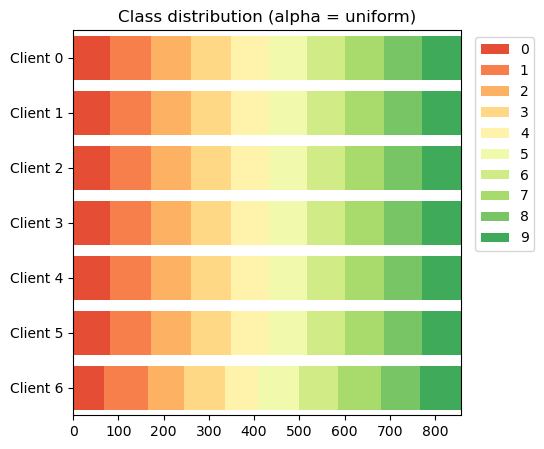 Class distribution (alpha = uniform)
Client 0
Client 1
Client 2
Client 3
Client 4
Client 5
Client 6
0 100 200 300 400 500 600 700 800
0
1
2
3
4
5
6
7
8
9